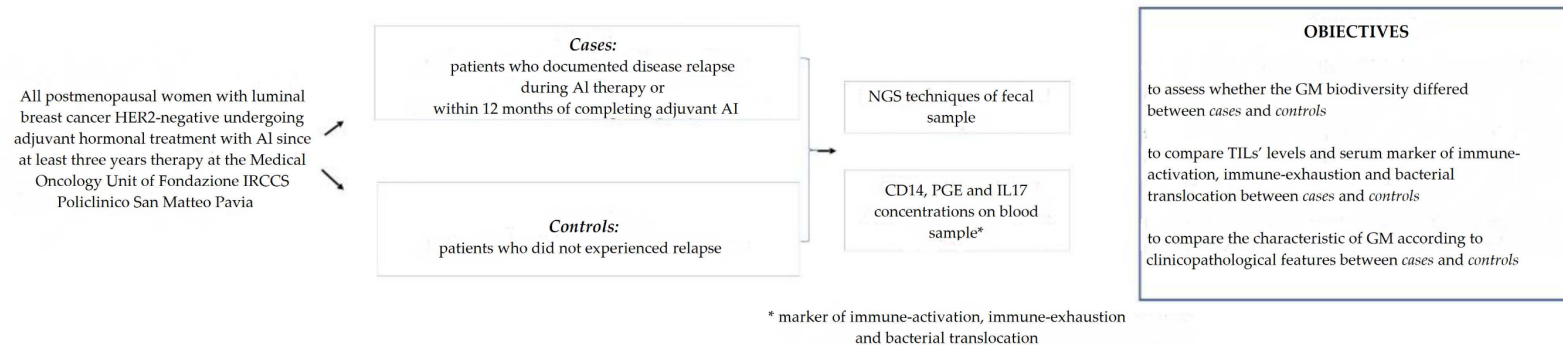 All postmenopausal women with luminal
breast cancer HER2-negative undergoing
adjuvant hormonal treatment with AI since
at least three years therapy at the Medical
Oncology Unit of Fondazione IRCCS
Policlinico San Matteo Pavia
Cases:
patients who documented disease relapse
during AI therapy or
within 12 months of completing adjuvant AI
Controls:
patients who did not experienced relapse
NGS techniques of fecal
sample
CD14, PGE and IL17
concentrations on blood
sample*
* marker of immune-activation, immune-exhaustion
and bacterial translocation
OBIECTIVES
to assess whether the GM biodiversity differed
between cases and controls
to compare TILs' levels and serum marker of immune-
activation, immune-exhaustion and bacterial
translocation between cases and controls
to compare the characteristic of GM according to
clinicopathological features between cases and controls